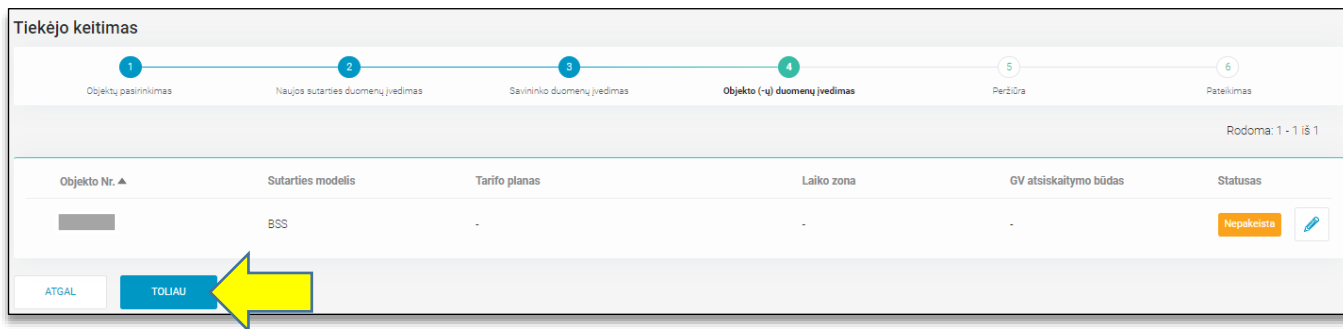 Tiekėjo keitimas
1 2 3 4 5 6
Objektų pasirinkimas Naujos sutarties duomenų įvedimas Savininko duomenų įvedimas Objekto (-ų) duomenų įvedimas Peržiūra Pateikimas
Rodoma: 1 - 1 iš 1
Objekto Nr. ▲ Sutarties modelis Tarifo planas Laiko zona GV atsiskaitymo būdas Statusas
BSS - - - Nepakeista
ATGAL TOLIAU